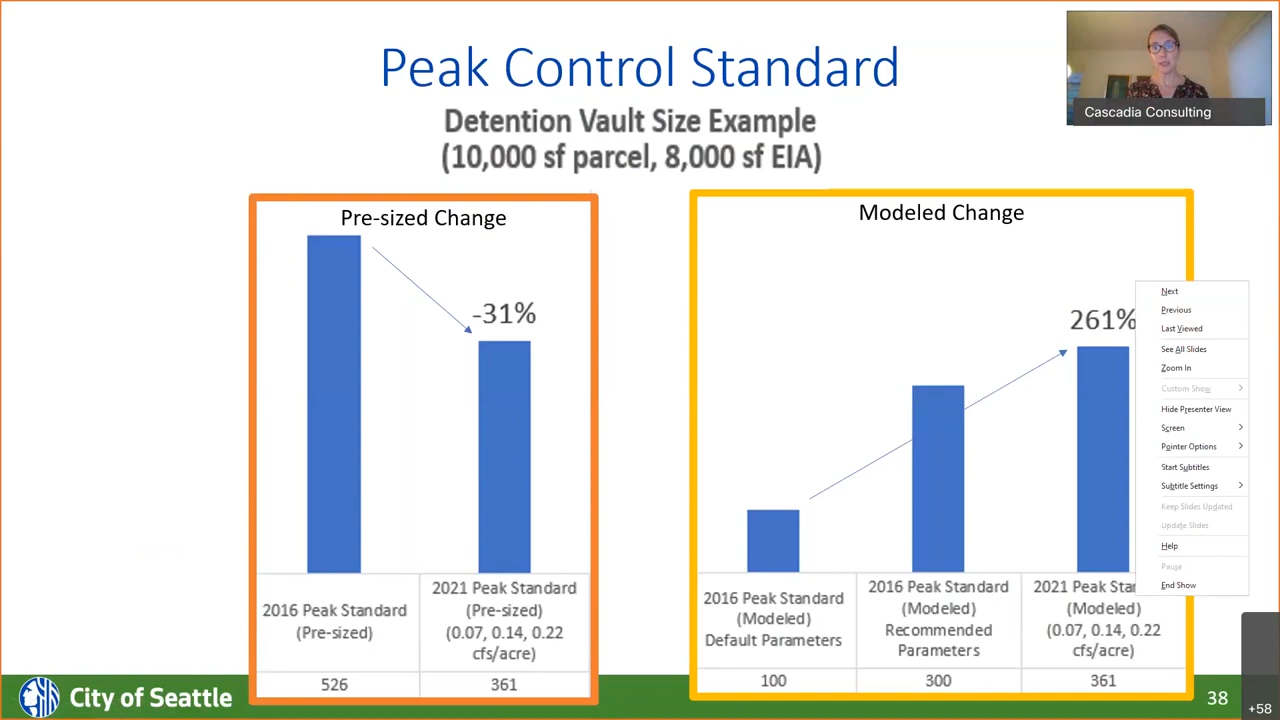 Peak Control Standard
Detention Vault Size Example
(10,000 sf parcel, 8,000 sf EIA)
Cascadia Consulting
Pre-sized Change
-31%
2016 Peak Standard
(Pre-sized)
2021 Peak Standard
(Pre-sized)
(0.07, 0.14, 0.22
cfs/acre)
526
361
Modeled Change
261%
2016 Peak Standard
(Modeled)
Default Parameters
2016 Peak Standard
(Modeled)
Recommended
Parameters
2021 Peak
(Modeled)
(0.07, 0.14, 0.22
cfs/acre)
100
300
361
Next
Previous
Last Viewed
See All Slides
Zoom In
Custom Show
Hide Presenter View
Screen
Pointer Options
Start Subtitles
Subtitle Settings
Keep Slides Updated
Update Slides
Help
Pause
End Show
City of Seattle
38
+58